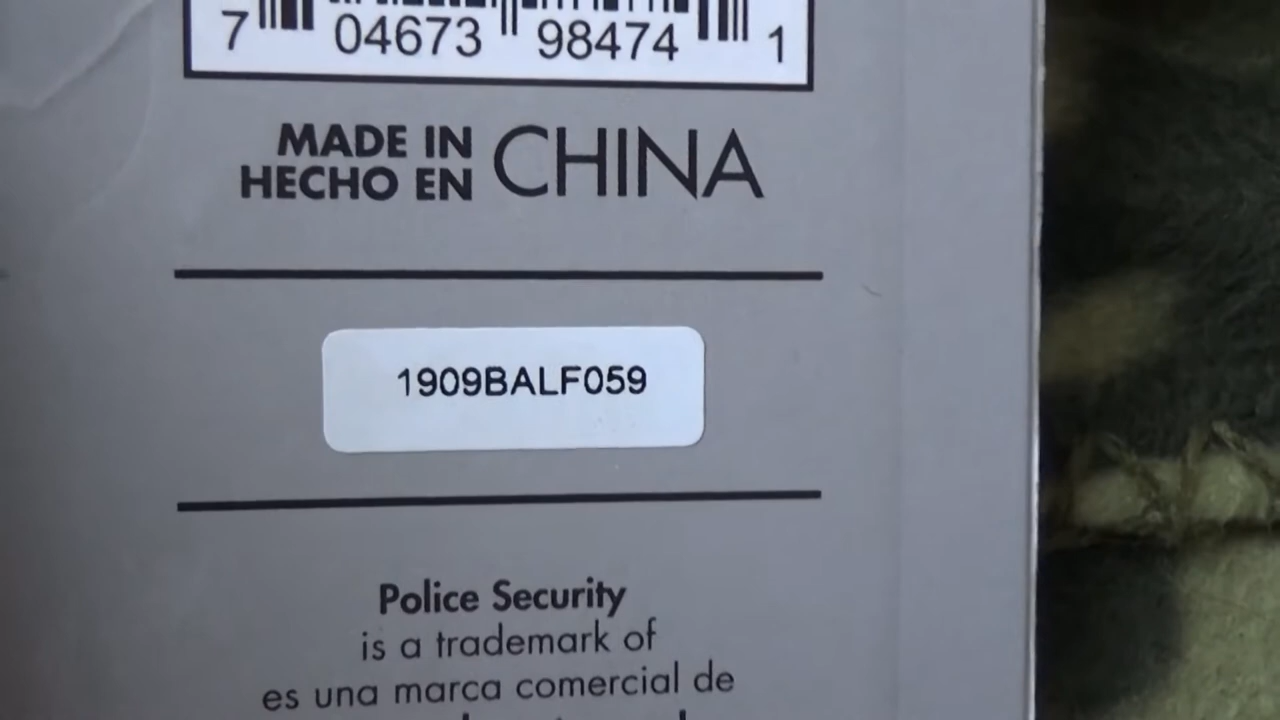 7 04673 98474 1
MADE IN
HECHO EN CHINA
1909BALF059
Police Security
is a trademark of
es una marca comercial de